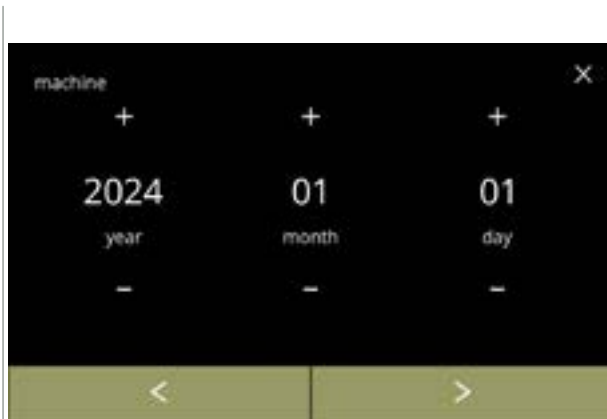 machine
X
+ + +
2024 01 01
year month day
- - -
< >